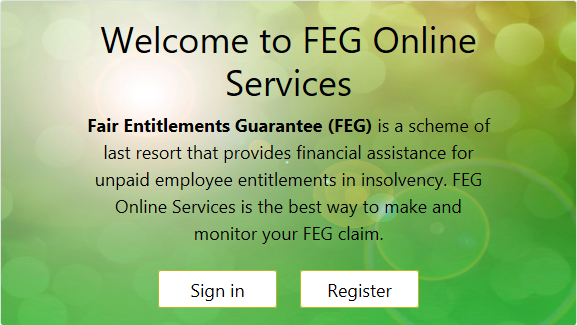 Welcome to FEG Online
Services
Fair Entitlements Guarantee (FEG) is a scheme of
last resort that provides financial assistance for
unpaid employee entitlements in insolvency. FEG
Online Services is the best way to make and
monitor your FEG claim.
Sign in
Register